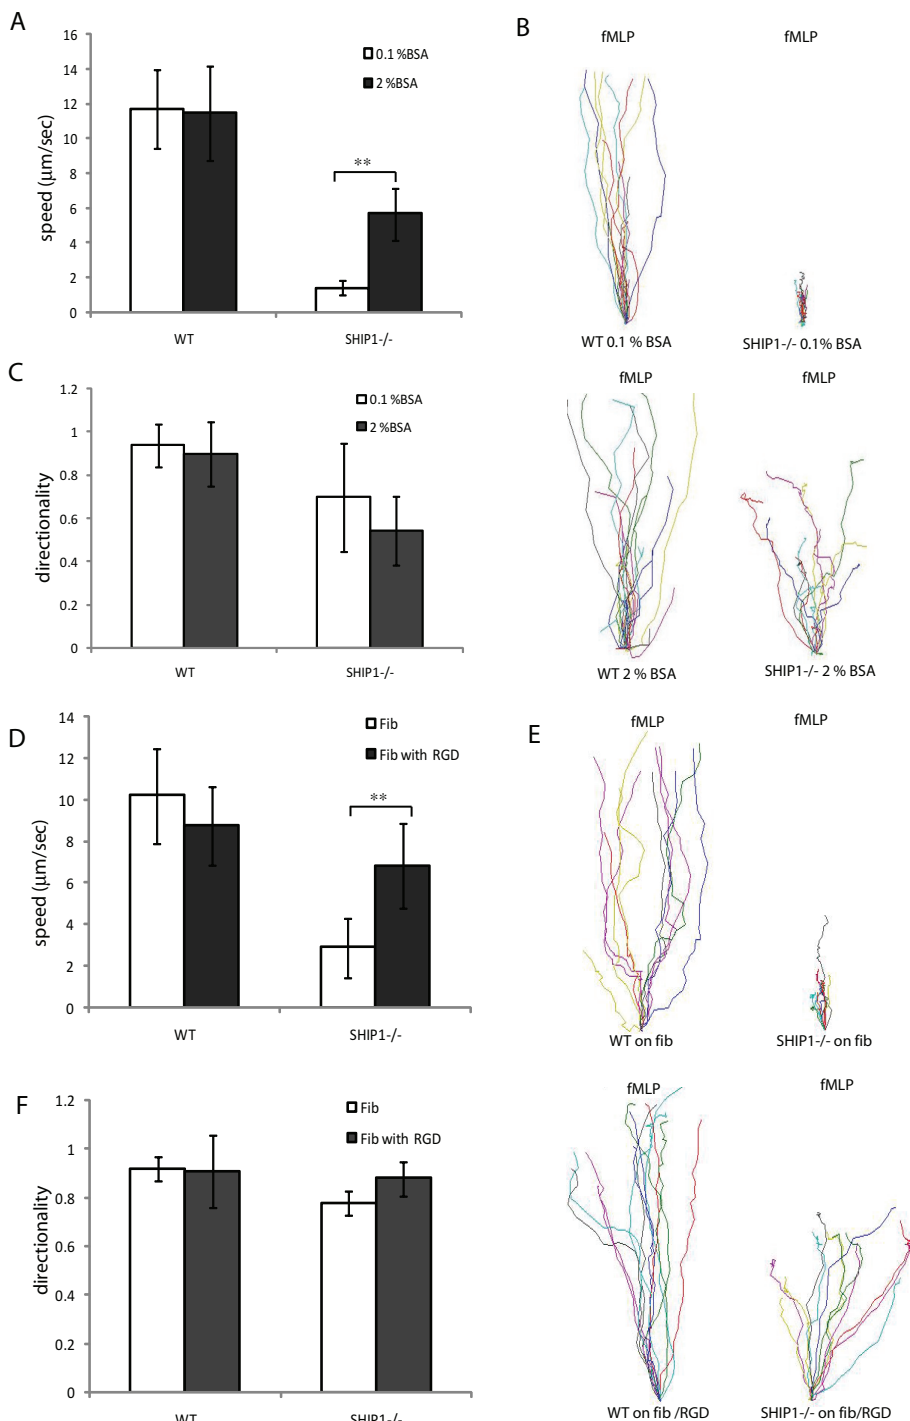 A
16
14
12
10
8
6
4
2
0
speed (μm/sec)
0.1 %BSA
2 %BSA
**
WT
SHIP1-/-
B
fMLP
fMLP
WT 0.1 % BSA
SHIP1-/- 0.1% BSA
C
1.2
1
0.8
0.6
0.4
0.2
0
directionality
0.1 %BSA
2 %BSA
WT
SHIP1-/-
fMLP
fMLP
WT 2 % BSA
SHIP1-/- 2 % BSA
D
14
12
10
8
6
4
2
0
speed (μm/sec)
Fib
Fib with RGD
**
WT
SHIP1-/-
E
fMLP
fMLP
WT on fib
SHIP1-/- on fib
F
1.2
1
0.8
0.6
0.4
0.2
0
directionality
Fib
Fib with RGD
WT
SHIP1-/-
fMLP
fMLP
WT on fib /RGD
SHIP1-/- on fib/RGD